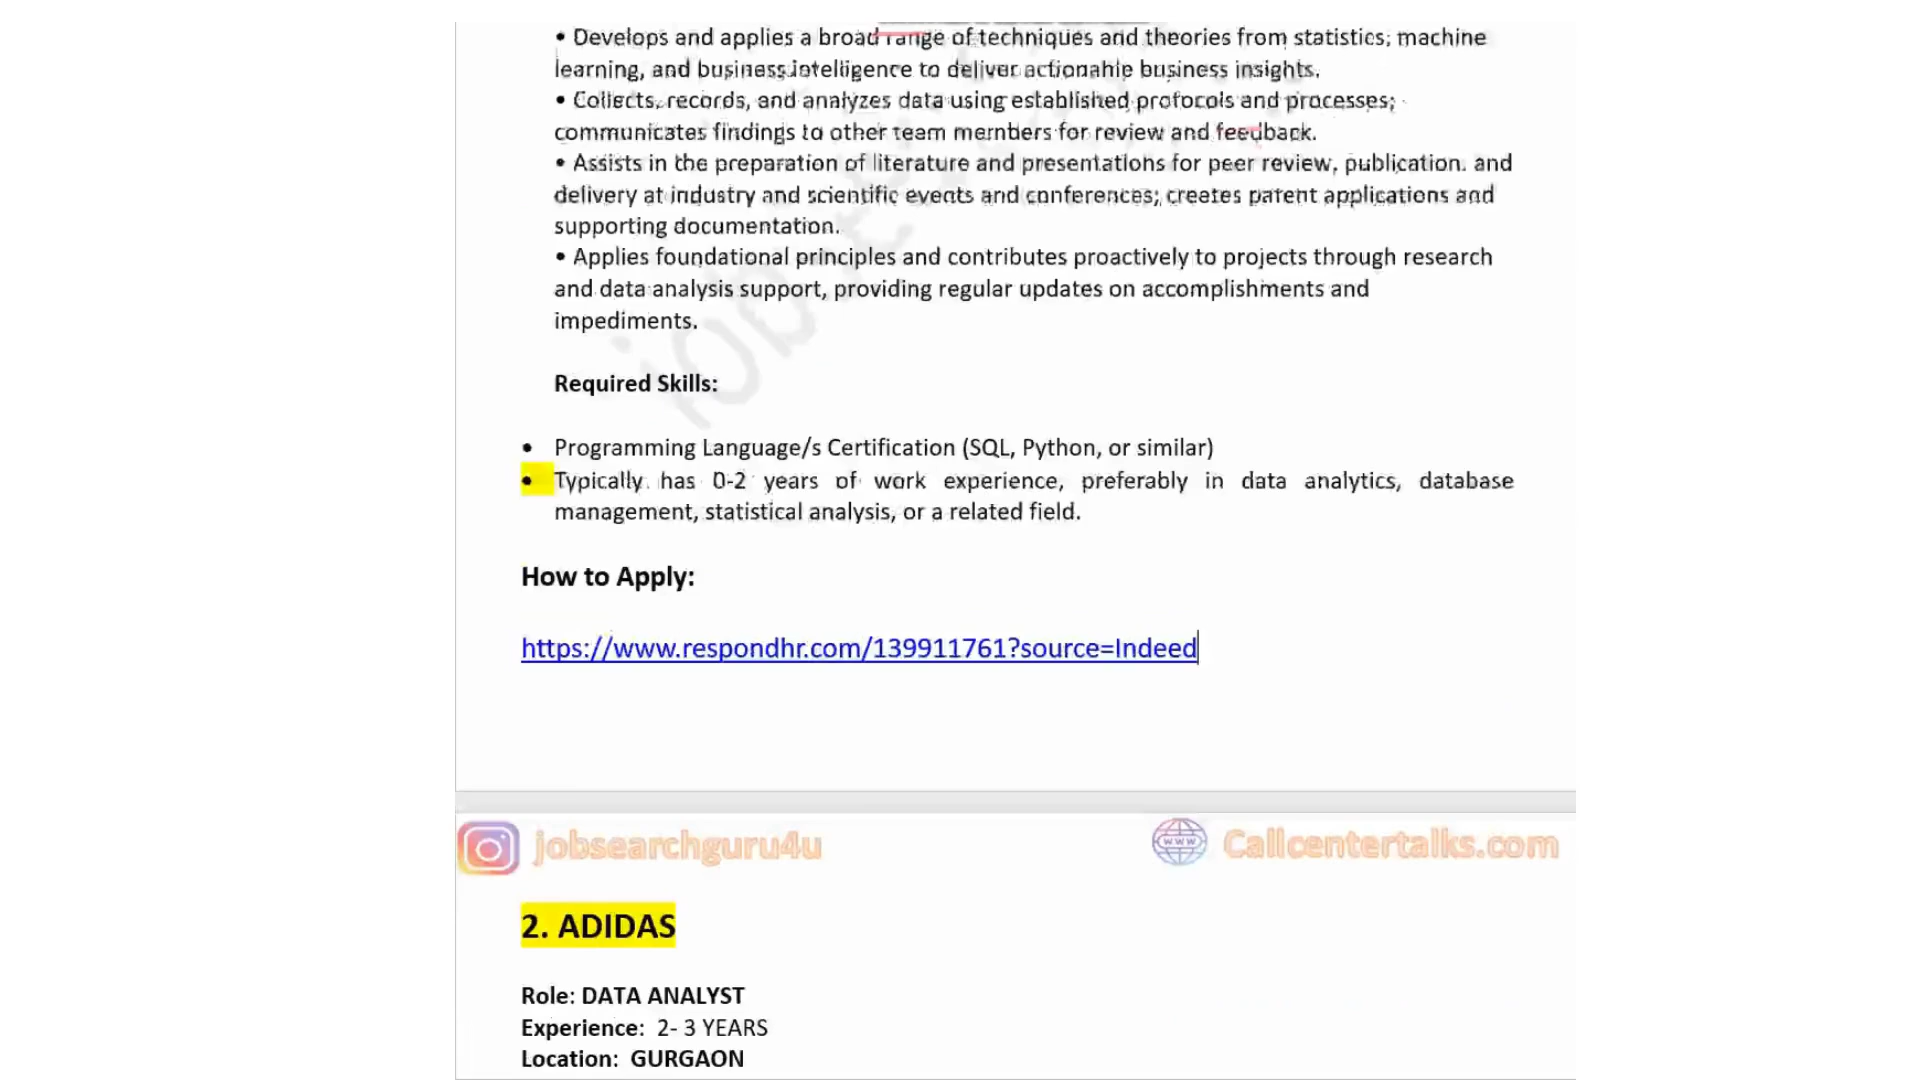 • Develops and applies a broad range of techniques and theories from statistics, machine
learning, and business intelligence to deliver actionable business insights.
• Collects, records, and analyzes data using established protocols and processes;
communicates findings to other team members for review and feedback.
• Assists in the preparation of literature and presentations for peer review, publication. and
delivery at industry and scientific events and conferences; creates patent applications and
supporting documentation.
• Applies foundational principles and contributes proactively to projects through research
and data analysis support, providing regular updates on accomplishments and
impediments.
Required Skills:
• Programming Language/s Certification (SQL, Python, or similar)
• Typically has 0-2 years of work experience, preferably in data analytics, database
management, statistical analysis, or a related field.
How to Apply:
https://www.respondhr.com/139911761?source=Indeed
jobsearchguru4u
www Callcentertalks.com
2. ADIDAS
Role: DATA ANALYST
Experience: 2- 3 YEARS
Location: GURGAON